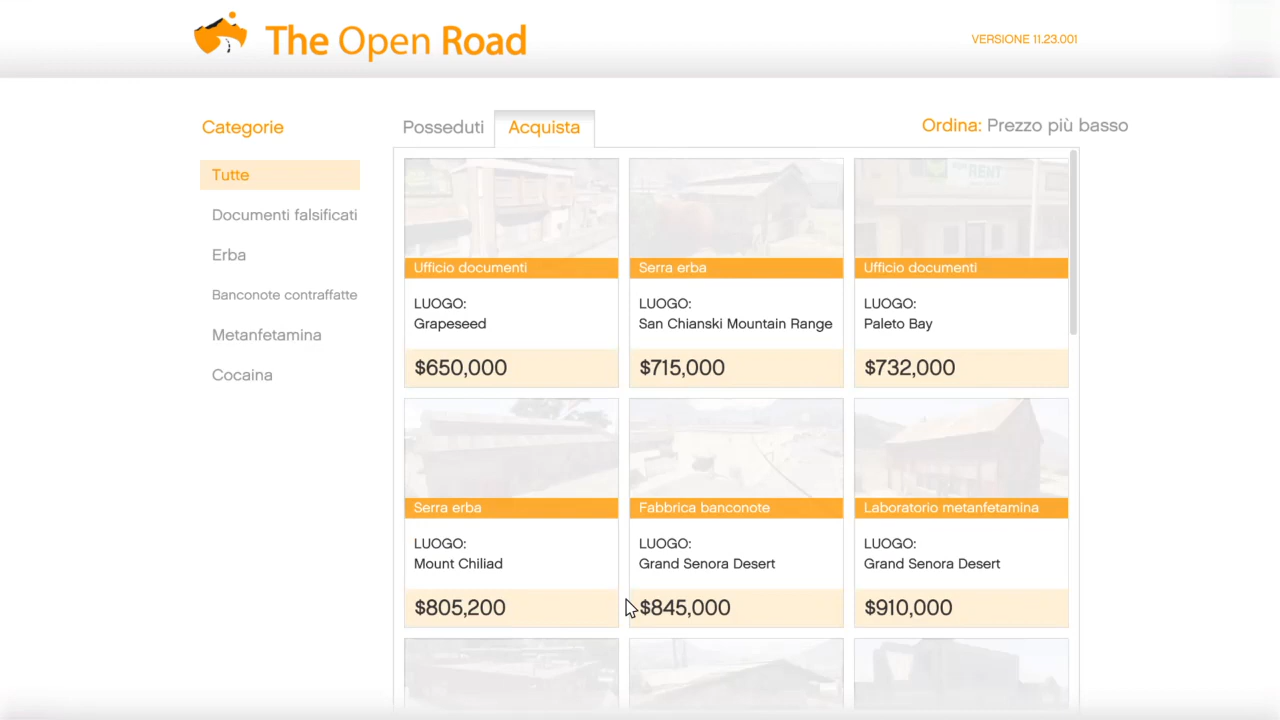 The Open Road
VERSIONE 11.23.001
Categorie
Posseduti
Acquista
Ordina: Prezzo più basso
Tutte
Documenti falsificati
Erba
Banconote contraffatte
Metanfetamina
Cocaina
RENT
Ufficio documenti
LUOGO:
Grapeseed
$650,000
Serra erba
LUOGO:
San Chianski Mountain Range
$715,000
Ufficio documenti
LUOGO:
Paleto Bay
$732,000
Serra erba
LUOGO:
Mount Chiliad
$805,200
Fabbrica banconote
LUOGO:
Grand Senora Desert
$845,000
Laboratorio metanfetamina
LUOGO:
Grand Senora Desert
$910,000